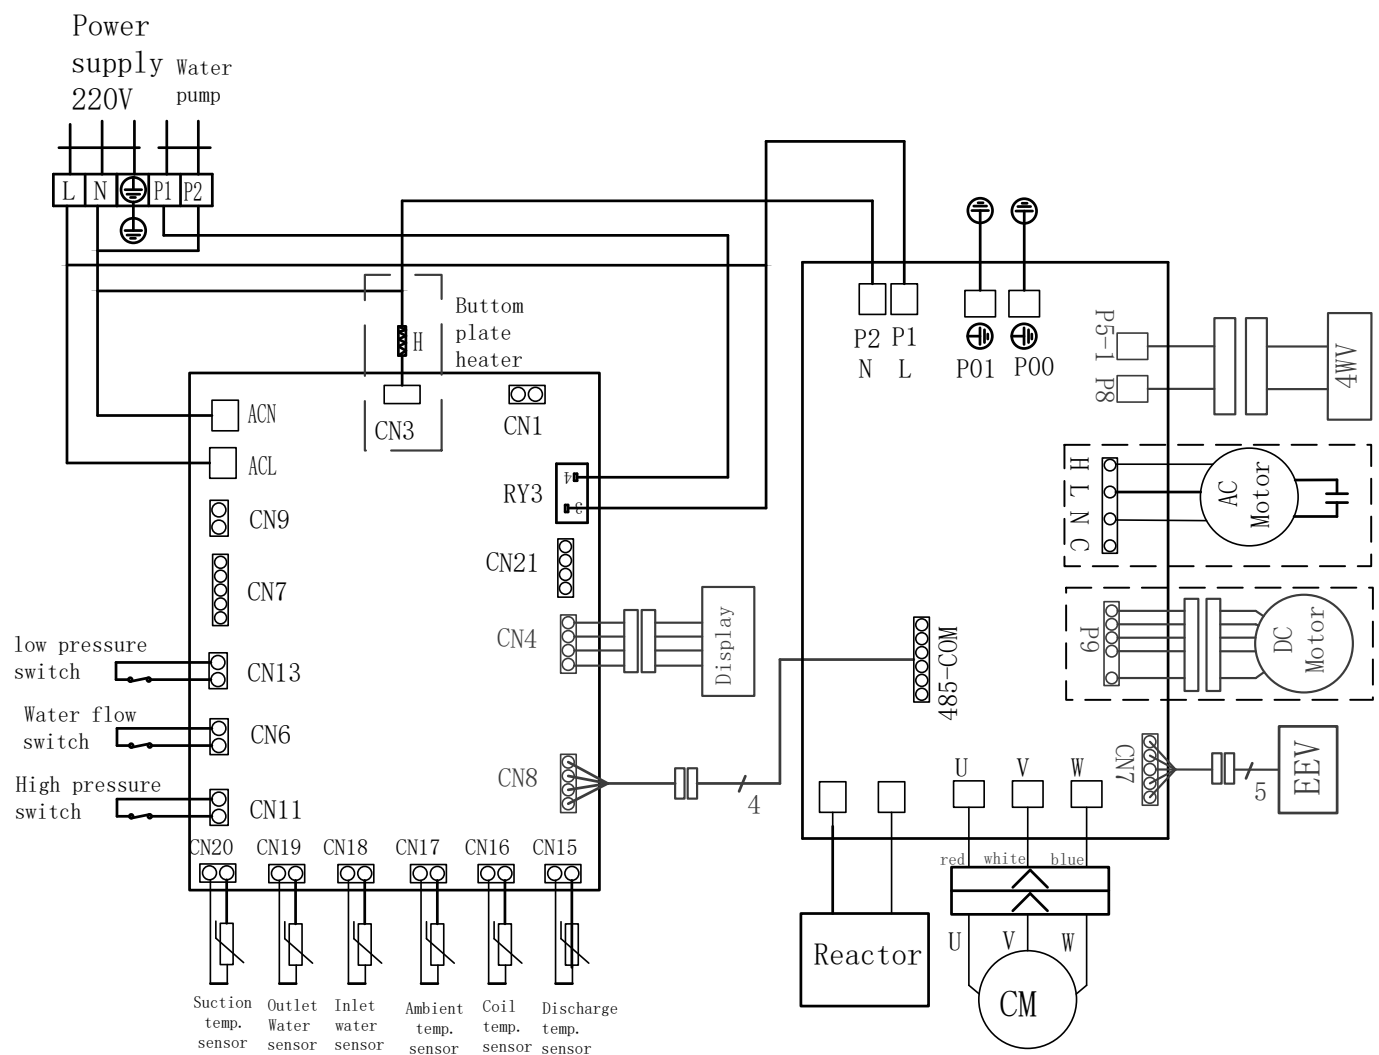 Power
supply
220V
Water
pump
L N P1 P2
Buttom
plate
heater
H
CN3
CN1
ACN
ACL
RY3
4
3
CN9
CN21
CN7
CN4
Display
low pressure
switch
CN13
Water flow
switch
CN6
High pressure
switch
CN11
CN8
4
CN20 CN19 CN18 CN17 CN16 CN15
Suction
temp.
sensor
Outlet
Water
sensor
Inlet
water
sensor
Ambient
temp.
sensor
Coil
temp.
sensor
Discharge
temp.
sensor
P2 P1
N L
P01 P00
P5-1
P8
4WV
H L N C
AC
Motor
P9
DC
Motor
485-COM
CN7
5
EEV
U V W
red white blue
U V W
Reactor
CM